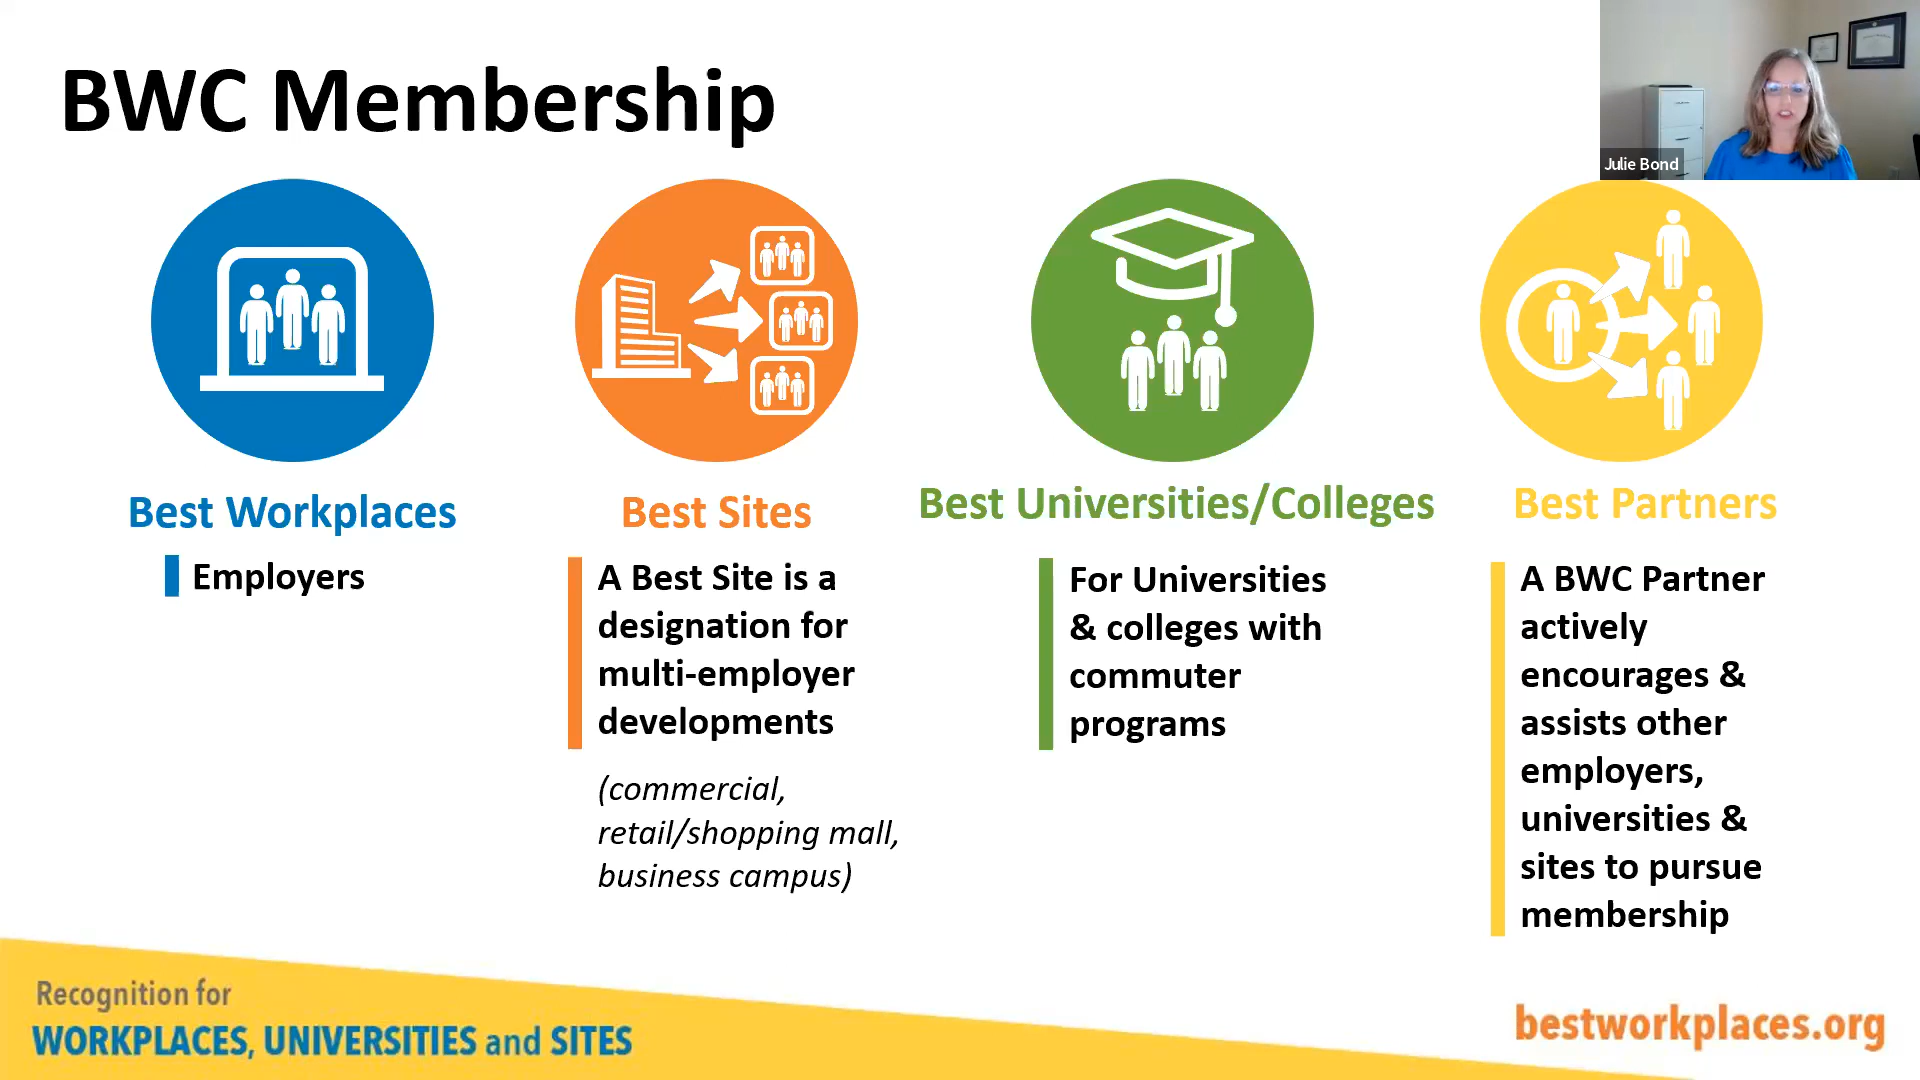 BWC Membership
Julie Bond
Best Workplaces
Employers
Best Sites
A Best Site is a
designation for
multi-employer
developments
(commercial,
retail/shopping mall,
business campus)
Best Universities/Colleges
For Universities
& colleges with
commuter
programs
Best Partners
A BWC Partner
actively
encourages &
assists other
employers,
universities &
sites to pursue
membership
Recognition for
WORKPLACES, UNIVERSITIES and SITES
bestworkplaces.org